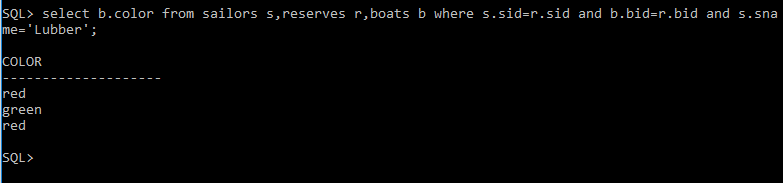 SQL> select b.color from sailors s,reserves r,boats b where s.sid=r.sid and b.bid=r.bid and s.sna
me='Lubber';
COLOR
--------------------
red
green
red
SQL>